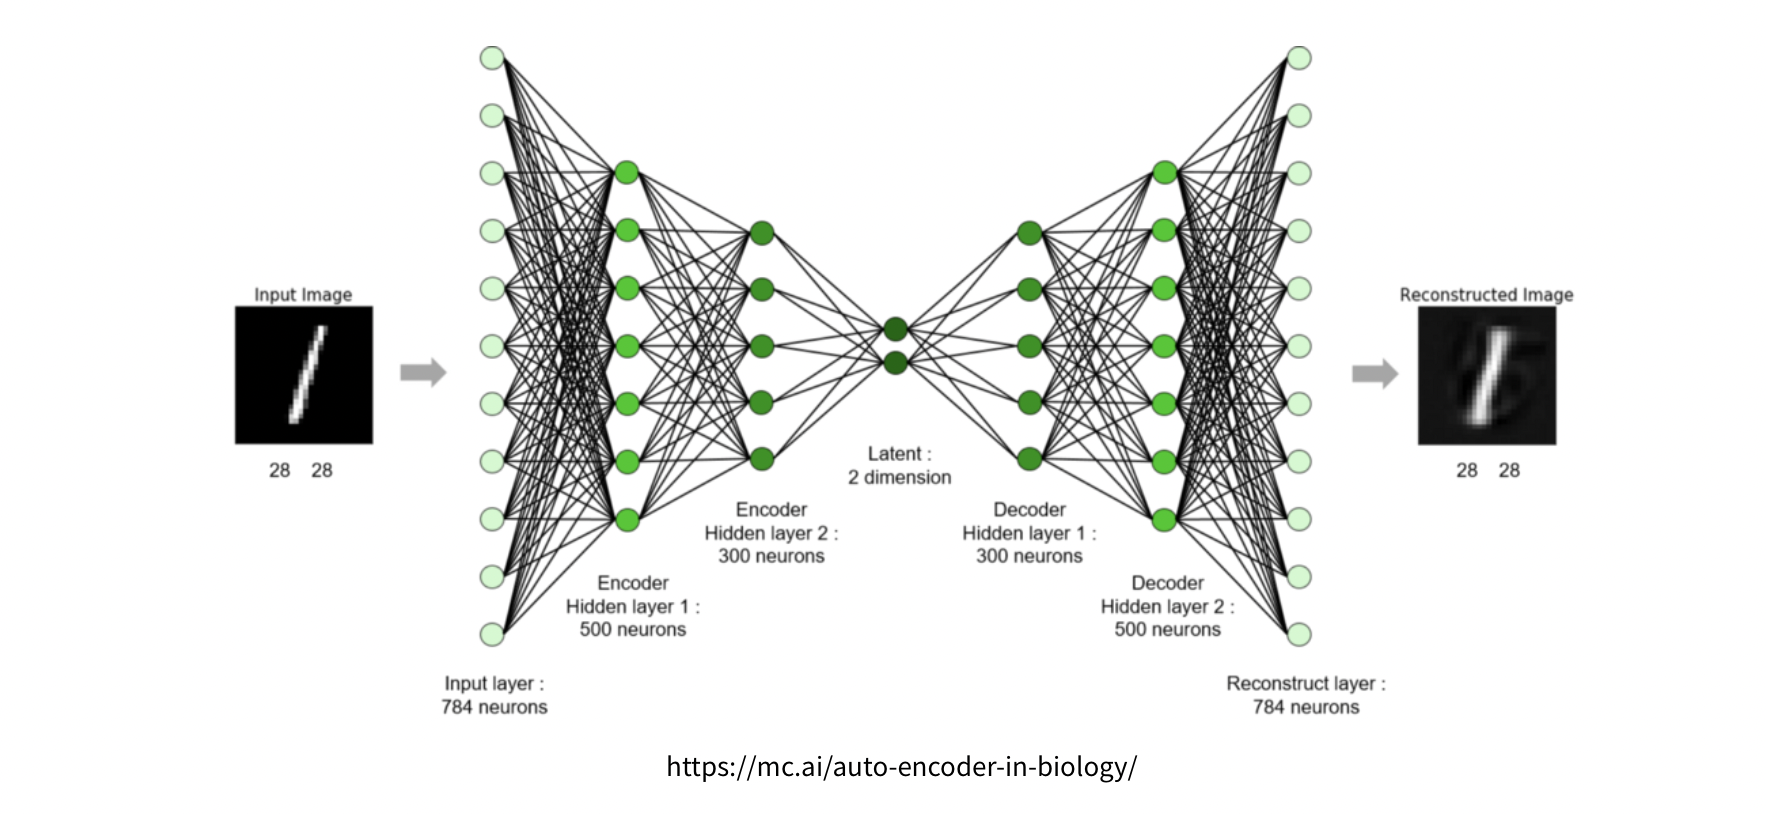 Input Image
28 28
Input layer :
784 neurons
Encoder
Hidden layer 1 :
500 neurons
Encoder
Hidden layer 2 :
300 neurons
Latent :
2 dimension
Decoder
Hidden layer 1 :
300 neurons
Decoder
Hidden layer 2 :
500 neurons
Reconstruct layer :
784 neurons
Reconstructed Image
28 28
https://mc.ai/auto-encoder-in-biology/